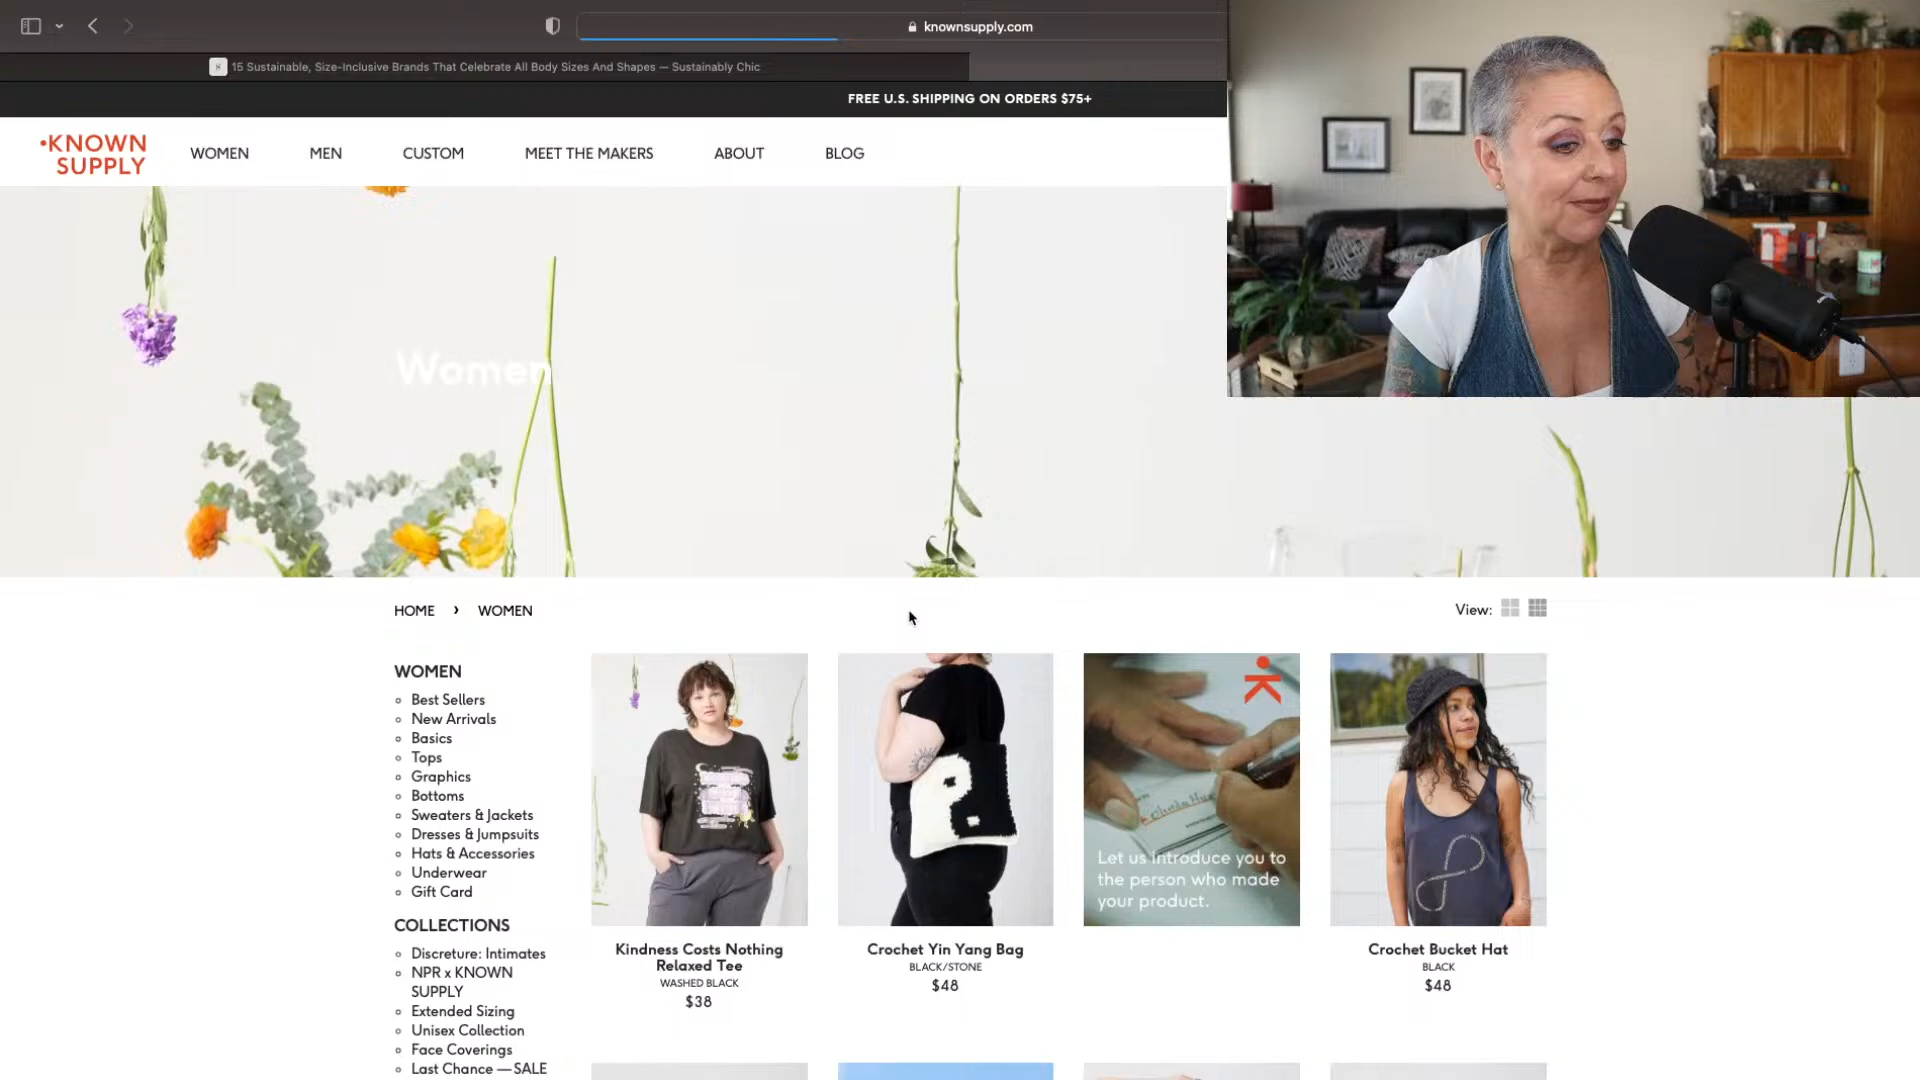 knownsupply.com
15 Sustainable, Size-Inclusive Brands That Celebrate All Body Sizes And Shapes — Sustainably Chic
FREE U.S. SHIPPING ON ORDERS $75+
•KNOWN
SUPPLY
WOMEN
MEN
CUSTOM
MEET THE MAKERS
ABOUT
BLOG
Women
HOME › WOMEN
View:
WOMEN
Best Sellers
New Arrivals
Basics
Tops
Graphics
Bottoms
Sweaters & Jackets
Dresses & Jumpsuits
Hats & Accessories
Underwear
Gift Card
COLLECTIONS
Discreture: Intimates
NPR x KNOWN
SUPPLY
Extended Sizing
Unisex Collection
Face Coverings
Last Chance — SALE
Kindness Costs Nothing
Relaxed Tee
WASHED BLACK
$38
Crochet Yin Yang Bag
BLACK/STONE
$48
Let us introduce you to
the person who made
your product.
Crochet Bucket Hat
BLACK
$48